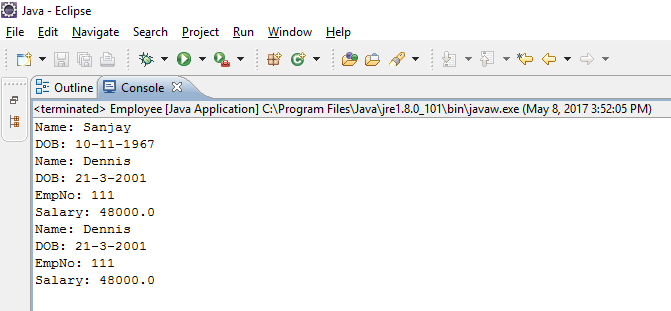 Java - Eclipse
File Edit Navigate Search Project Run Window Help
Outline Console
<terminated> Employee [Java Application] C:\Program Files\Java\jre1.8.0_101\bin\javaw.exe (May 8, 2017 3:52:05 PM)
Name: Sanjay
DOB: 10-11-1967
Name: Dennis
DOB: 21-3-2001
EmpNo: 111
Salary: 48000.0
Name: Dennis
DOB: 21-3-2001
EmpNo: 111
Salary: 48000.0